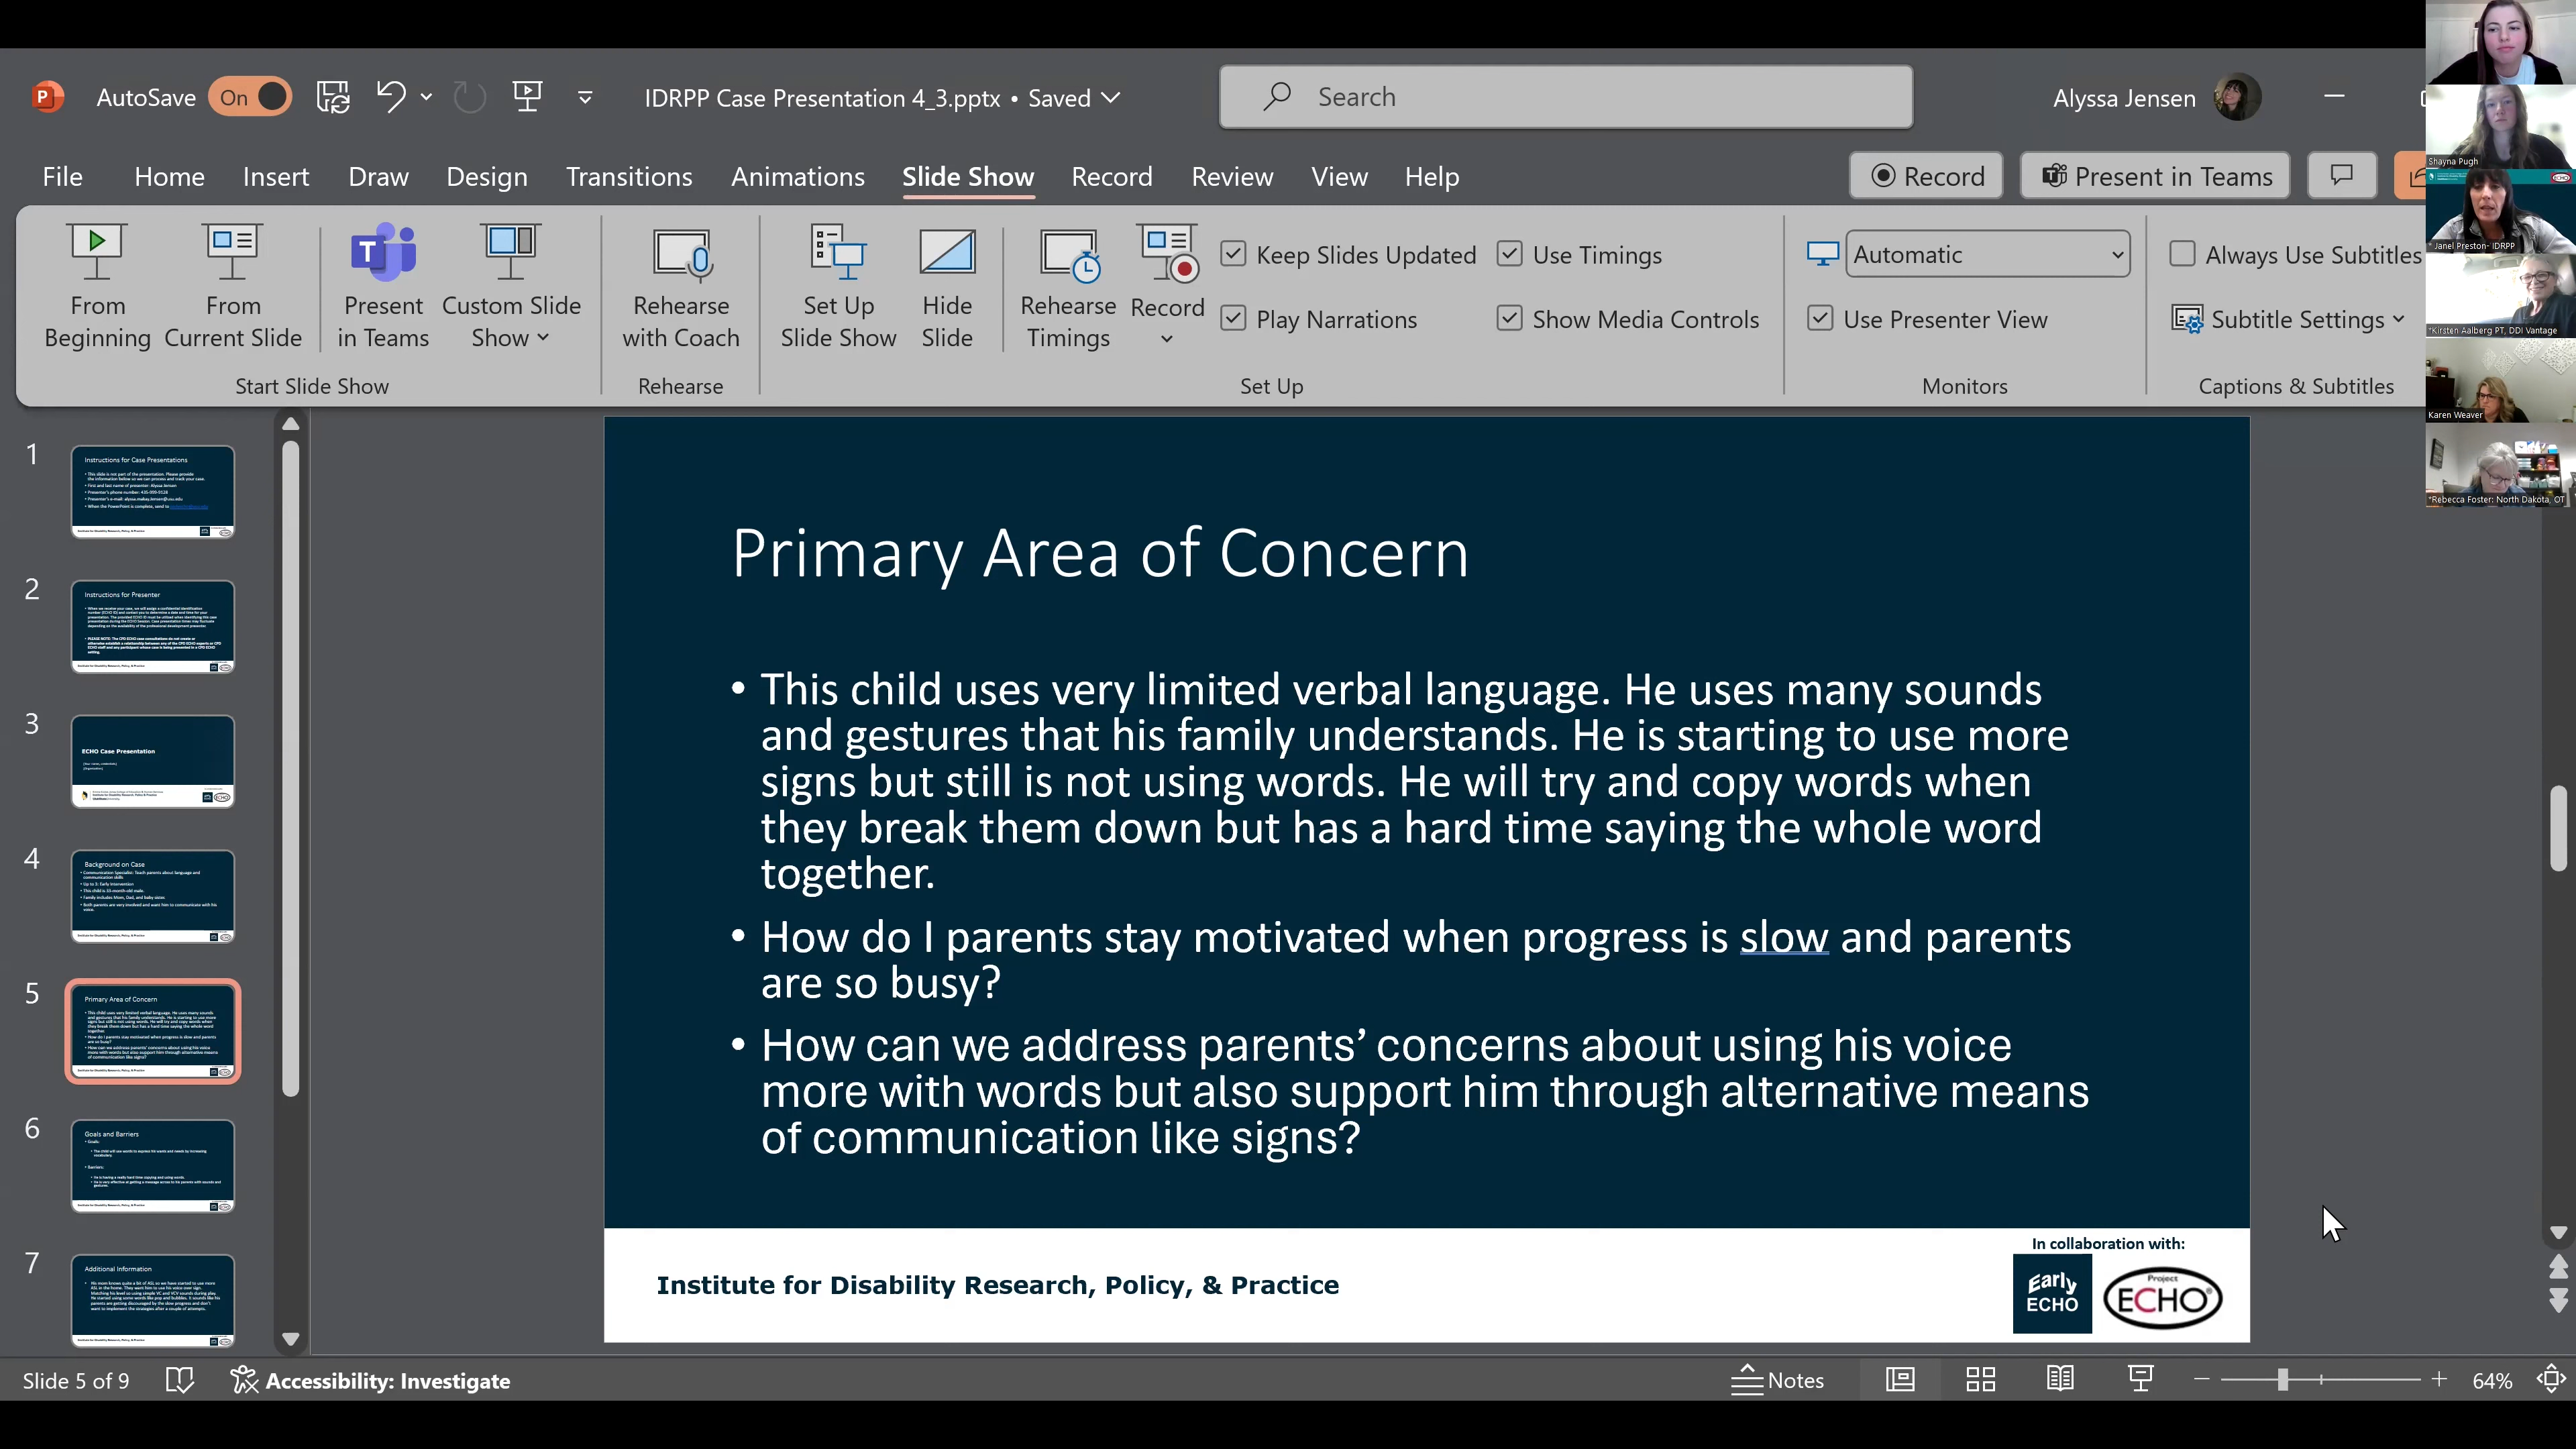 AutoSave On
IDRPP Case Presentation 4_3.pptx • Saved
Search
Alyssa Jensen
File Home Insert Draw Design Transitions Animations Slide Show Record Review View Help
Record Present in Teams
From Beginning
From Current Slide
Present in Teams
Custom Slide Show
Start Slide Show
Rehearse with Coach
Rehearse
Set Up Slide Show
Hide Slide
Rehearse Timings
Record
Keep Slides Updated
Use Timings
Play Narrations
Show Media Controls
Set Up
Automatic
Use Presenter View
Monitors
Always Use Subtitles
Subtitle Settings
Captions & Subtitles
Shayna Pugh
* Janel Preston- IDRPP
*Kirsten Aalberg PT, DDI Vantage
Karen Weaver
*Rebecca Foster: North Dakota, OT
1
Instructions for Case Presentations
2
Instructions for Presenter
3
ECHO Case Presentation
4
Background on Case
5
Primary Area of Concern
6
Goals and Barriers
7
Additional Information
Primary Area of Concern
• This child uses very limited verbal language. He uses many sounds
and gestures that his family understands. He is starting to use more
signs but still is not using words. He will try and copy words when
they break them down but has a hard time saying the whole word
together.
• How do I parents stay motivated when progress is slow and parents
are so busy?
• How can we address parents’ concerns about using his voice
more with words but also support him through alternative means
of communication like signs?
Institute for Disability Research, Policy, & Practice
In collaboration with:
Early
ECHO
Project
ECHO®
Slide 5 of 9
Accessibility: Investigate
Notes
64%